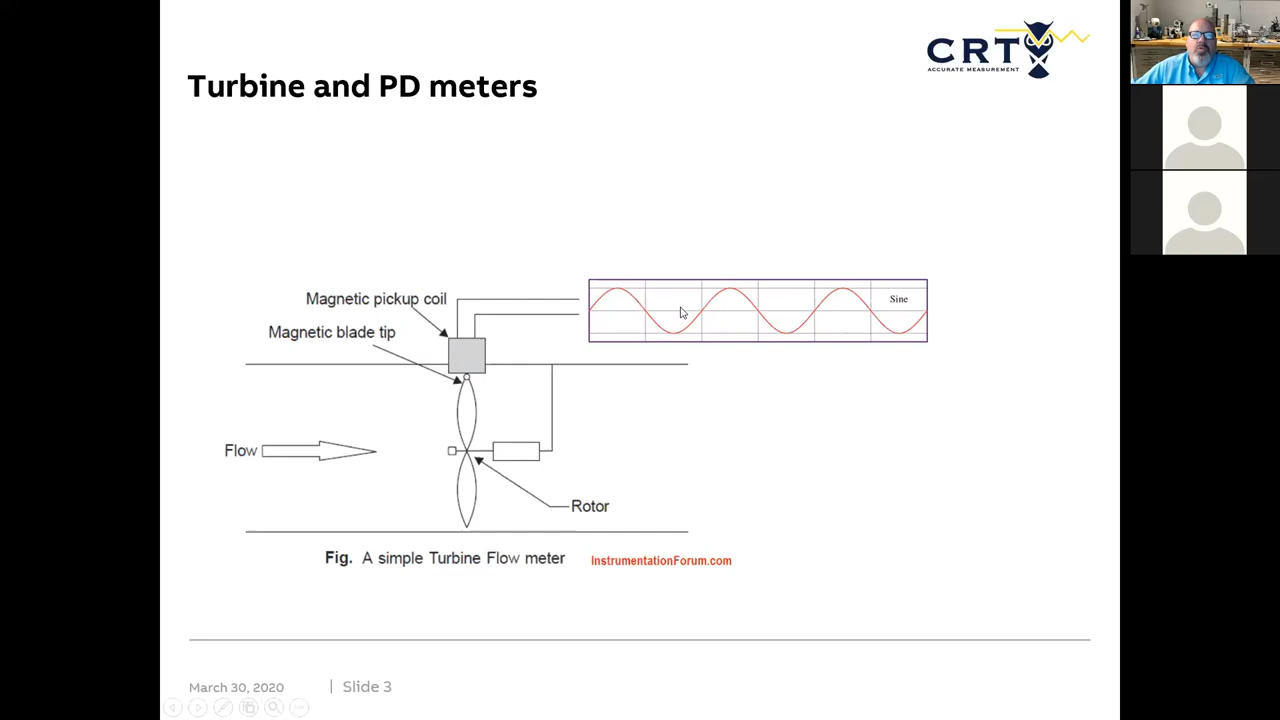 CRT
ACCURATE MEASUREMENT
Turbine and PD meters
Magnetic pickup coil
Magnetic blade tip
Sine
Flow
Rotor
Fig. A simple Turbine Flow meter
InstrumentationForum.com
March 30, 2020 | Slide 3